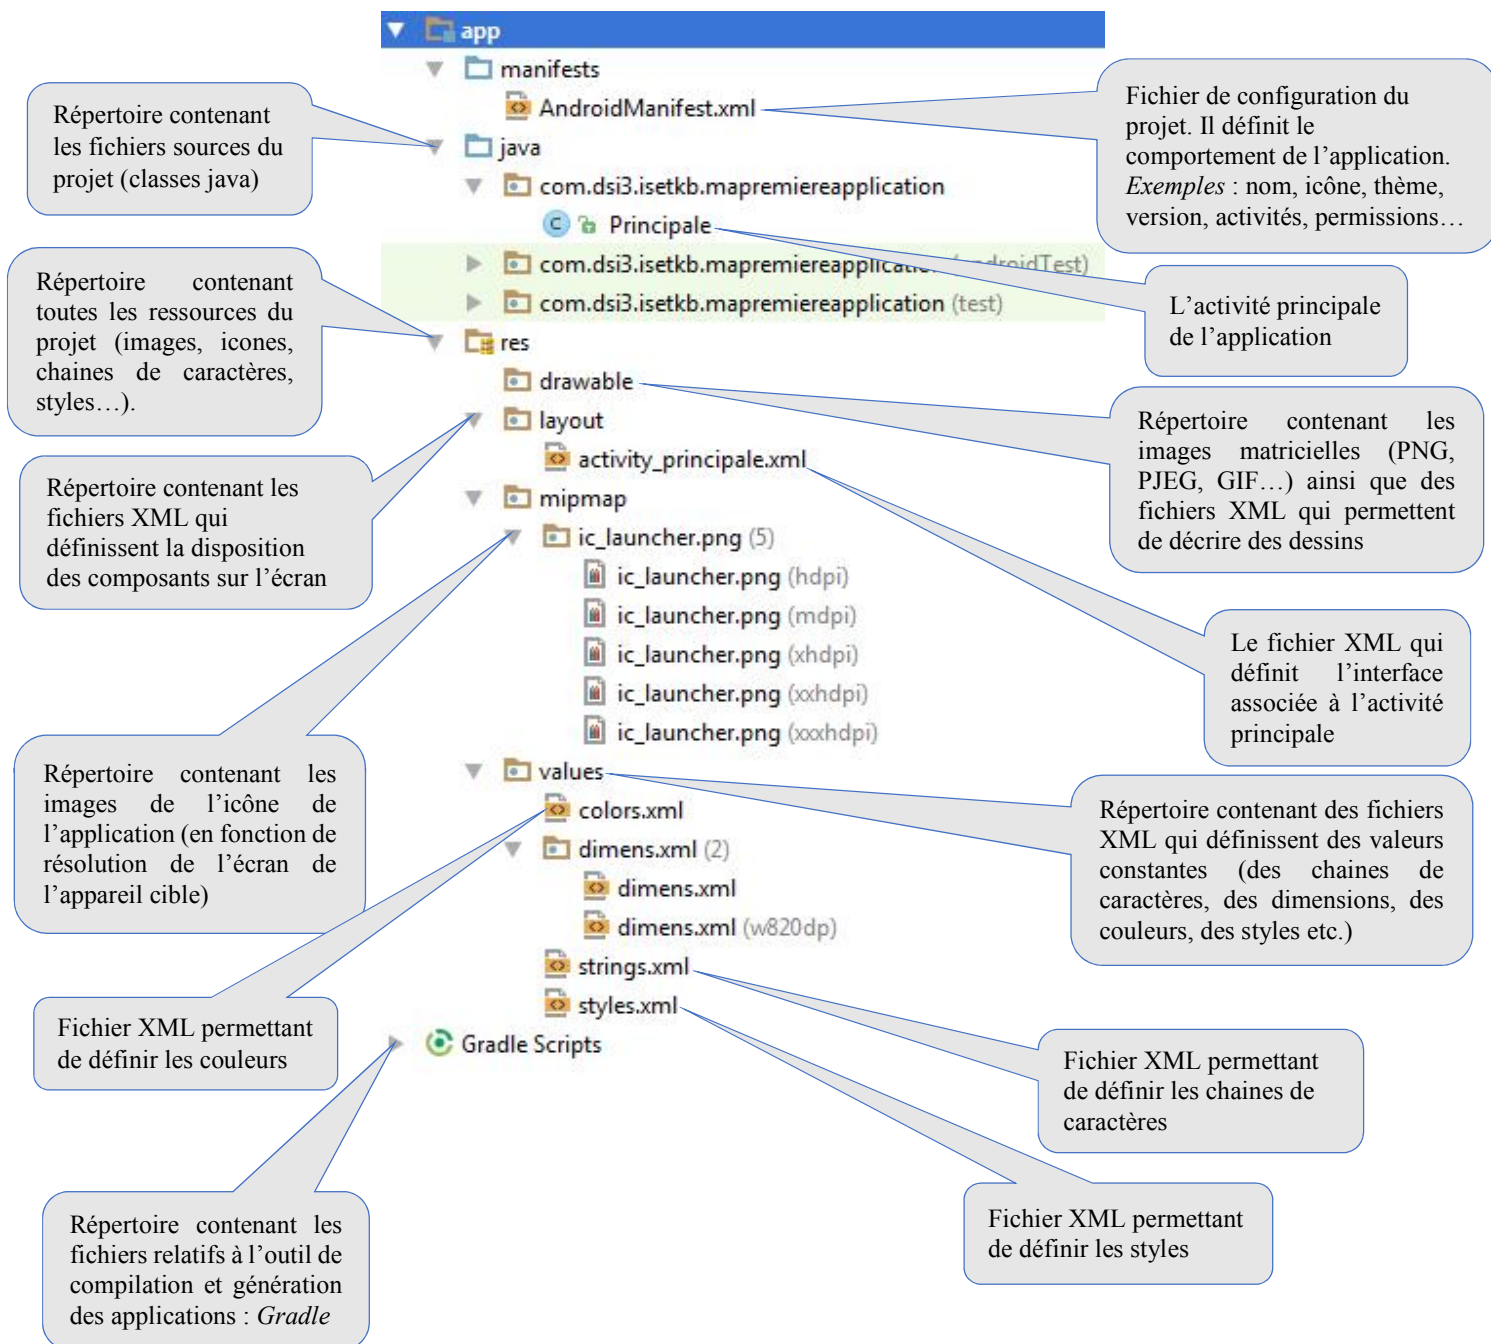 app
manifests
AndroidManifest.xml
java
com.dsi3.isetkb.mapremiereapplication
Principale
com.dsi3.isetkb.mapremiereapplication (androidTest)
com.dsi3.isetkb.mapremiereapplication (test)
res
drawable
layout
activity_principale.xml
mipmap
ic_launcher.png (5)
ic_launcher.png (hdpi)
ic_launcher.png (mdpi)
ic_launcher.png (xhdpi)
ic_launcher.png (xxhdpi)
ic_launcher.png (xxxhdpi)
values
colors.xml
dimens.xml (2)
dimens.xml
dimens.xml (w820dp)
strings.xml
styles.xml
Gradle Scripts
Répertoire contenant
les fichiers sources du
projet (classes java)
Répertoire contenant
toutes les ressources du
projet (images, icones,
chaines de caractères,
styles…).
Répertoire contenant les
fichiers XML qui
définissent la disposition
des composants sur l’écran
Répertoire contenant les
images de l’icône de
l’application (en fonction de
résolution de l’écran de
l’appareil cible)
Fichier XML permettant
de définir les couleurs
Répertoire contenant les
fichiers relatifs à l’outil de
compilation et génération
des applications : Gradle
Fichier de configuration du
projet. Il définit le
comportement de l’application.
Exemples : nom, icône, thème,
version, activités, permissions…
L’activité principale
de l’application
Répertoire contenant les
images matricielles (PNG,
PJEG, GIF…) ainsi que des
fichiers XML qui permettent
de décrire des dessins
Le fichier XML qui
définit l’interface
associée à l’activité
principale
Répertoire contenant des fichiers
XML qui définissent des valeurs
constantes (des chaines de
caractères, des dimensions, des
couleurs, des styles etc.)
Fichier XML permettant
de définir les chaines de
caractères
Fichier XML permettant
de définir les styles